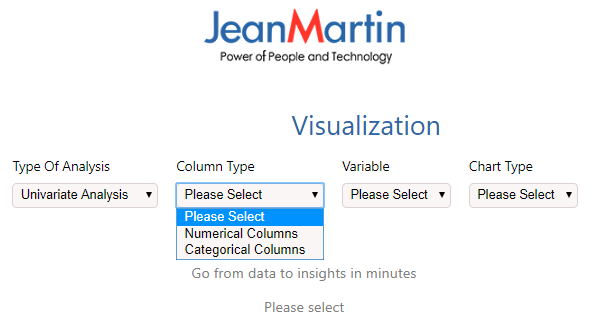 JeanMartin
Power of People and Technology
Visualization
Type Of Analysis Column Type Variable Chart Type
Univariate Analysis Please Select Please Select Please Select
Please Select
Numerical Columns
Categorical Columns
Go from data to insights in minutes
Please select